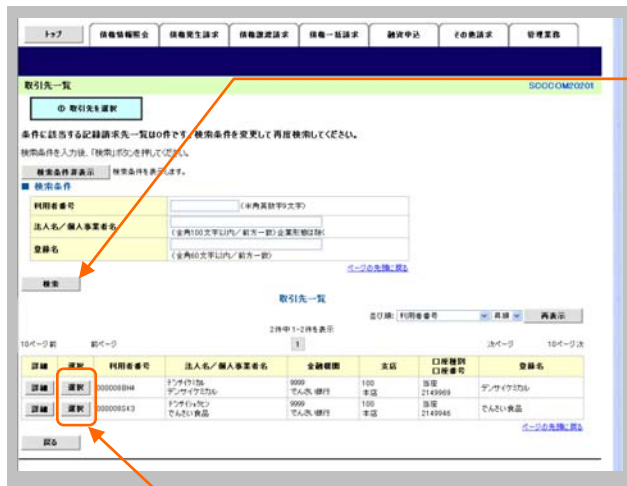 トップ 債権情報照会 債権発生請求 債権譲渡請求 債権一括請求 融資申込 その他請求 管理業務
取引先一覧 SCCCOM20201
① 取引先を選択
条件に該当する記録請求先一覧は0件です。検索条件を変更して再度検索してください。
検索条件を入力後、「検索」ボタンを押してください。
検索条件非表示 検索条件を表示します。
■ 検索条件
利用者番号 (半角英数字9文字)
法人名/個人事業者名 (全角100文字以内/前方一致)企業形態は除く
登録名 (全角60文字以内/前方一致)
ページの先頭に戻る
検索
取引先一覧
並び順: 利用者番号 昇順 再表示
2件中 1-2件を表示
10ページ前 前ページ 1 次ページ 10ページ次
詳細 選択 利用者番号 法人名/個人事業者名 金融機関 支店 口座種別 口座番号 登録名
詳細 選択 デンサイケミカル 9999 でんさい銀行 100 本店 当座 2149969 デンサイケミカル
詳細 選択 でんさい食品 9999 でんさい銀行 100 本店 当座 2149946 でんさい食品
ページの先頭に戻る
戻る